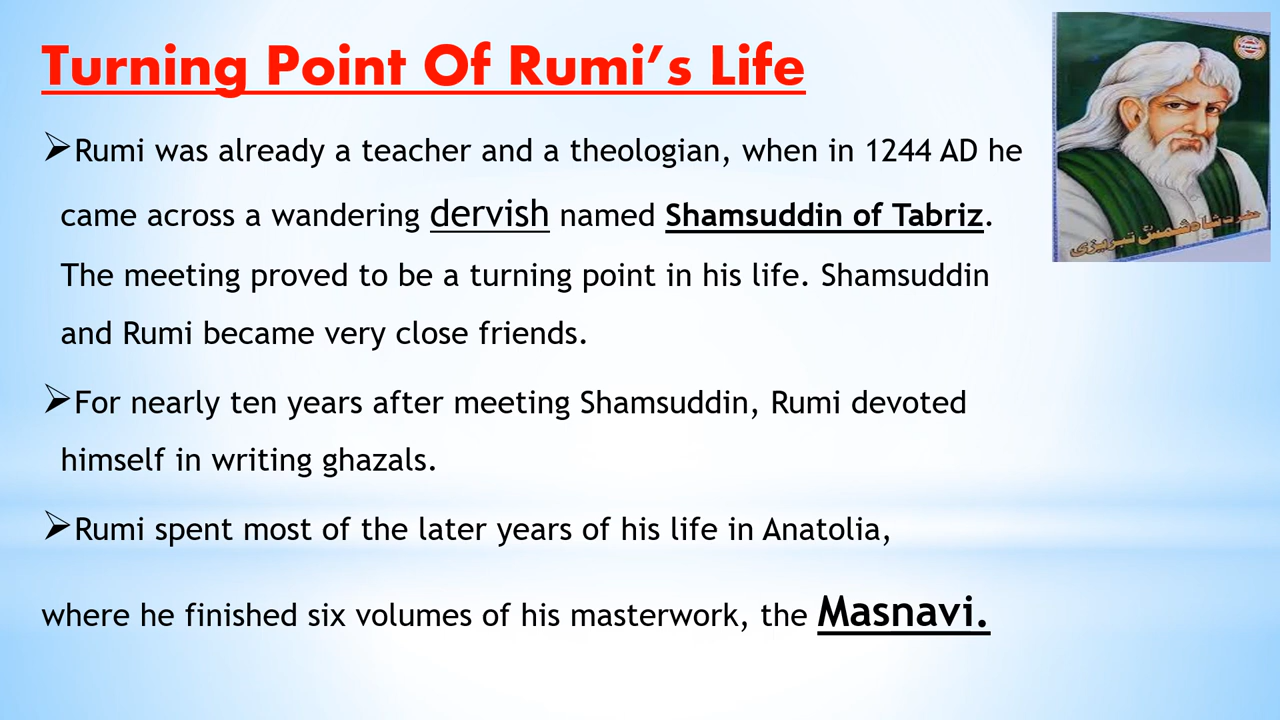 Turning Point Of Rumi’s Life
➢Rumi was already a teacher and a theologian, when in 1244 AD he
came across a wandering dervish named Shamsuddin of Tabriz.
The meeting proved to be a turning point in his life. Shamsuddin
and Rumi became very close friends.
➢For nearly ten years after meeting Shamsuddin, Rumi devoted
himself in writing ghazals.
➢Rumi spent most of the later years of his life in Anatolia,
where he finished six volumes of his masterwork, the Masnavi.
حضرت شاه شمس تبریزی